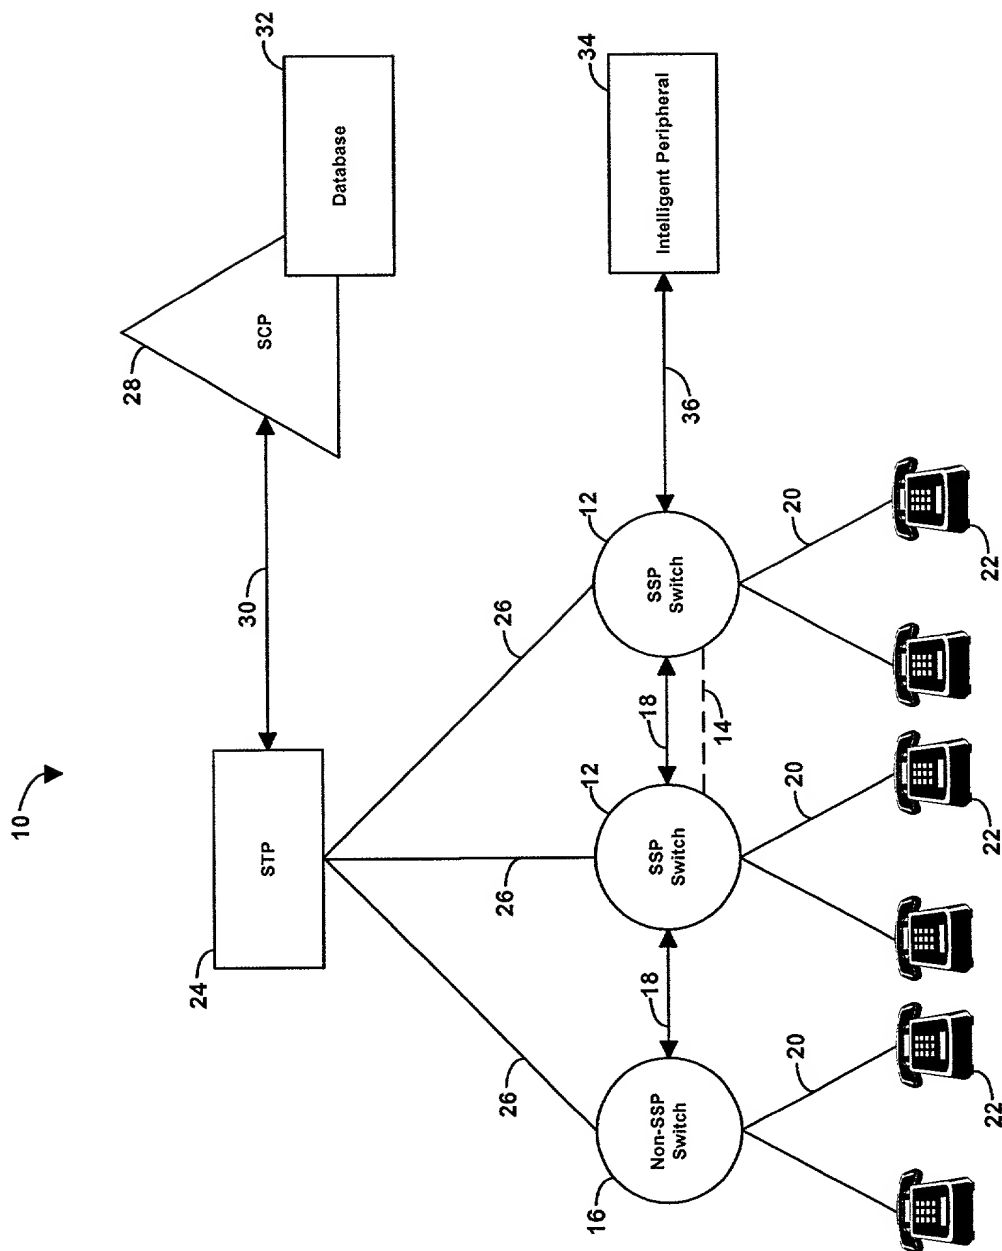 10
28
24
30
32
STP
SCP
Database
26
26
26
16
12
12
34
Non-SSP
Switch
SSP
Switch
SSP
Switch
Intelligent Peripheral
18
18
36
14
20
20
20
22
22
22